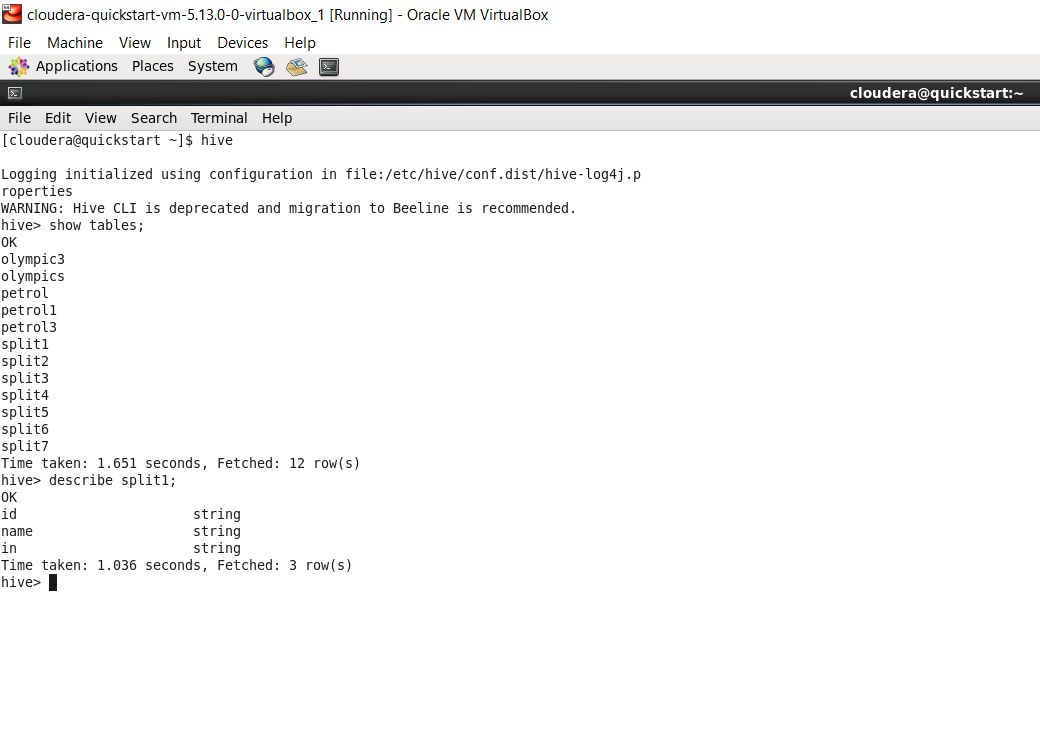 cloudera-quickstart-vm-5.13.0-0-virtualbox_1 [Running] - Oracle VM VirtualBox
File Machine View Input Devices Help
Applications Places System
cloudera@quickstart:~
File Edit View Search Terminal Help
[cloudera@quickstart ~]$ hive
Logging initialized using configuration in file:/etc/hive/conf.dist/hive-log4j.p
roperties
WARNING: Hive CLI is deprecated and migration to Beeline is recommended.
hive> show tables;
OK
olympic3
olympics
petrol
petrol1
petrol3
split1
split2
split3
split4
split5
split6
split7
Time taken: 1.651 seconds, Fetched: 12 row(s)
hive> describe split1;
OK
id                      string
name                    string
in                      string
Time taken: 1.036 seconds, Fetched: 3 row(s)
hive>